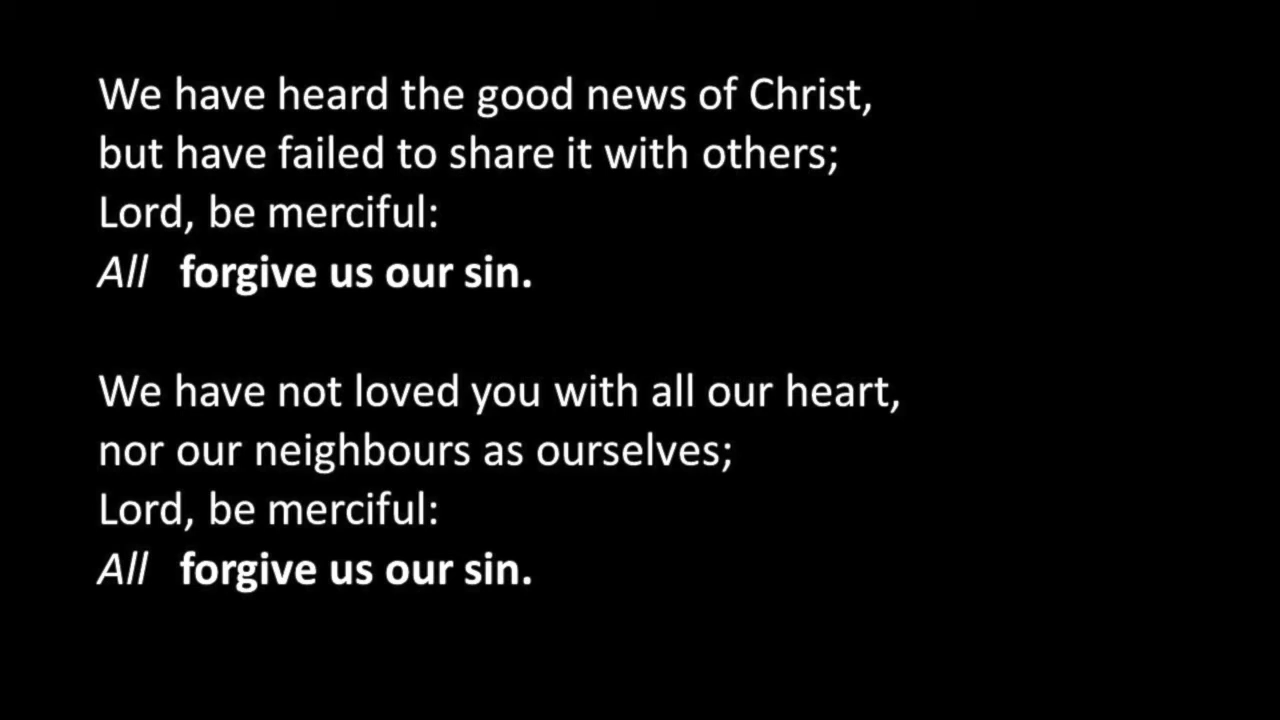 We have heard the good news of Christ,
but have failed to share it with others;
Lord, be merciful:
All forgive us our sin.
We have not loved you with all our heart,
nor our neighbours as ourselves;
Lord, be merciful:
All forgive us our sin.